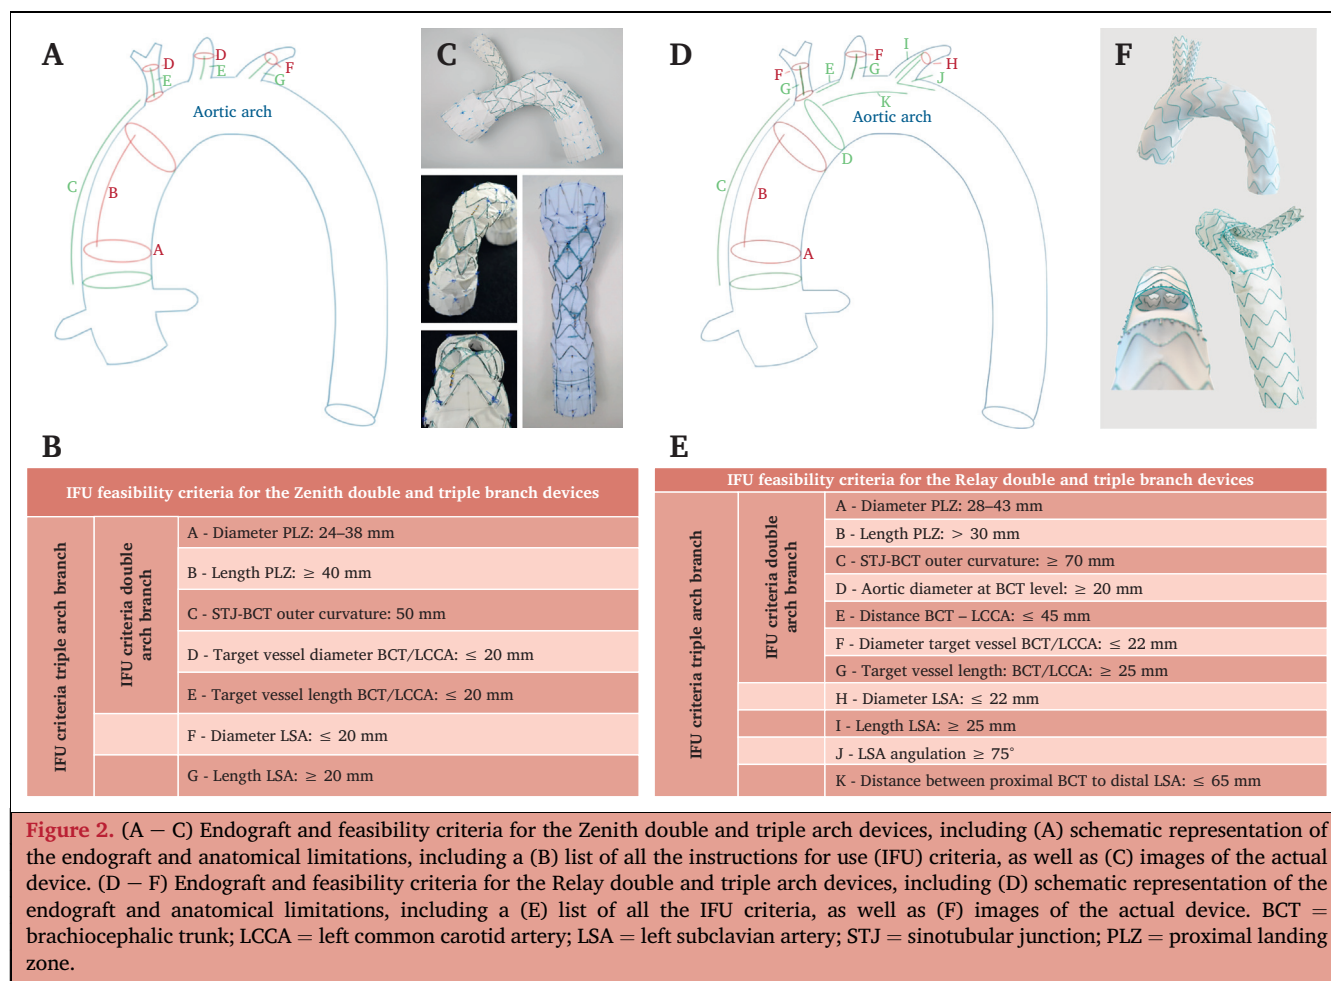 A
D
D
E
E
F
G
Aortic arch
C
B
A
C
D
F
F
G
E
G
I
H
J
K
Aortic arch
D
C
B
A
F
B
IFU feasibility criteria for the Zenith double and triple branch devices
IFU criteria triple arch branch
IFU criteria double
arch branch
A - Diameter PLZ: 24–38 mm
B - Length PLZ: ≥ 40 mm
C - STJ-BCT outer curvature: 50 mm
D - Target vessel diameter BCT/LCCA: ≤ 20 mm
E - Target vessel length BCT/LCCA: ≤ 20 mm
F - Diameter LSA: ≤ 20 mm
G - Length LSA: ≥ 20 mm
E
IFU feasibility criteria for the Relay double and triple branch devices
IFU criteria triple arch branch
IFU criteria double
arch branch
A - Diameter PLZ: 28–43 mm
B - Length PLZ: > 30 mm
C - STJ-BCT outer curvature: ≥ 70 mm
D - Aortic diameter at BCT level: ≥ 20 mm
E - Distance BCT – LCCA: ≤ 45 mm
F - Diameter target vessel BCT/LCCA: ≤ 22 mm
G - Target vessel length: BCT/LCCA: ≥ 25 mm
H - Diameter LSA: ≤ 22 mm
I - Length LSA: ≥ 25 mm
J - LSA angulation ≥ 75°
K - Distance between proximal BCT to distal LSA: ≤ 65 mm
Figure 2. (A – C) Endograft and feasibility criteria for the Zenith double and triple arch devices, including (A) schematic representation of
the endograft and anatomical limitations, including a (B) list of all the instructions for use (IFU) criteria, as well as (C) images of the actual
device. (D – F) Endograft and feasibility criteria for the Relay double and triple arch devices, including (D) schematic representation of the
endograft and anatomical limitations, including a (E) list of all the IFU criteria, as well as (F) images of the actual device. BCT =
brachiocephalic trunk; LCCA = left common carotid artery; LSA = left subclavian artery; STJ = sinotubular junction; PLZ = proximal landing
zone.